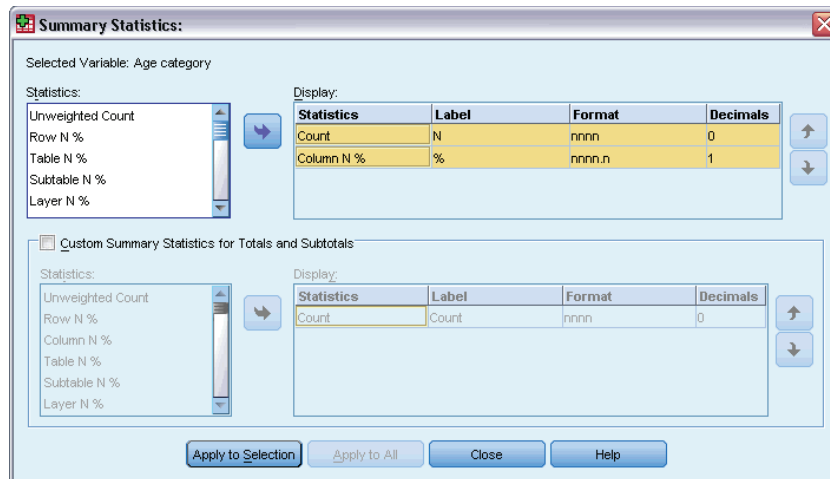 Summary Statistics:
Selected Variable: Age category
Statistics:
Unweighted Count
Row N %
Table N %
Subtable N %
Layer N %
Display:
Statistics Label Format Decimals
Count N nnnn 0
Column N % % nnnn.n 1
Custom Summary Statistics for Totals and Subtotals
Statistics:
Unweighted Count
Row N %
Column N %
Table N %
Subtable N %
Layer N %
Display:
Statistics Label Format Decimals
Count Count nnnn 0
Apply to Selection Apply to All Close Help